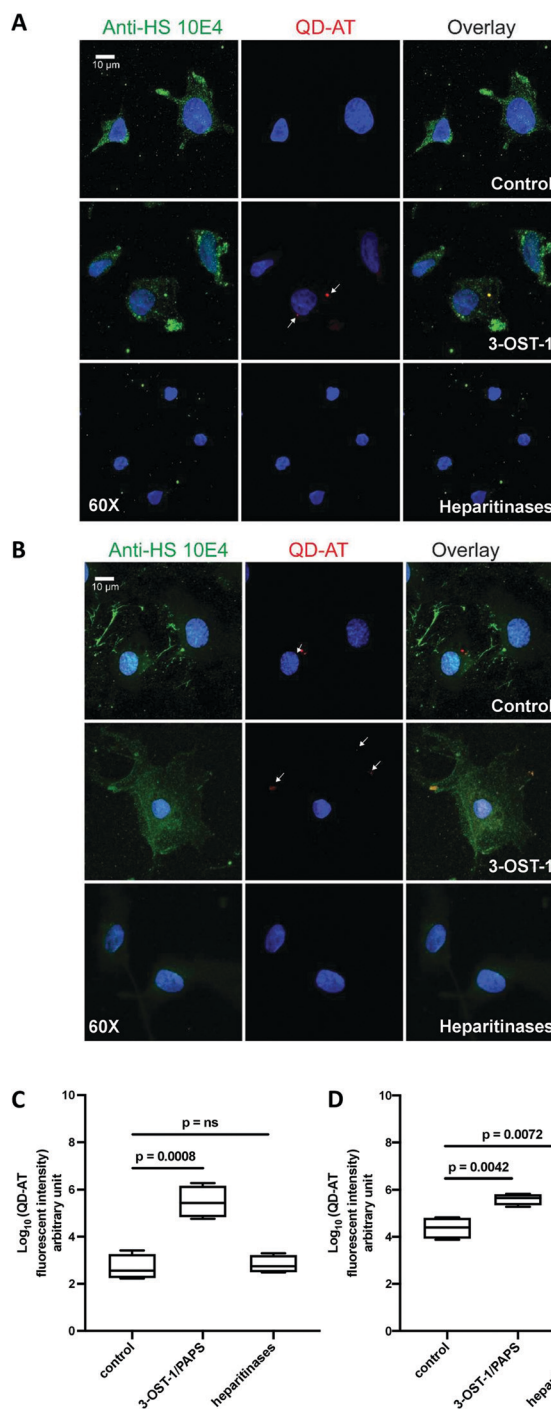 A
Anti-HS 10E4 QD-AT Overlay
10 µm
Control
3-OST-1
60X Heparitinases
B
Anti-HS 10E4 QD-AT Overlay
10 µm
Control
3-OST-1
60X Heparitinases
C
Log10 (QD-AT
fluorescent intensity)
arbitrary unit
10
8
6
4
2
0
p = ns
p = 0.0008
control
3-OST-1/PAPS
heparitinases
D
Log10 (QD-AT
fluorescent intensity)
arbitrary unit
10
8
6
4
2
0
p = 0.0072
p = 0.0042
control
3-OST-1/PAPS